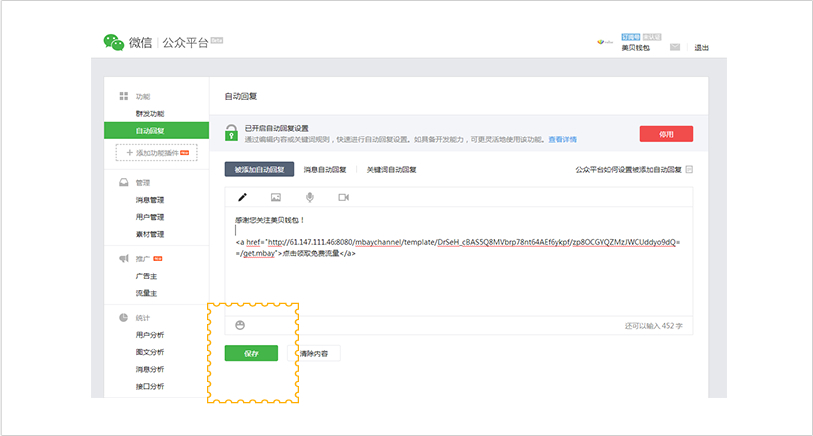 微信 | 公众平台 Beta
订阅号 未认证
美贝钱包 退出
功能
群发功能
自动回复
+ 添加功能插件
管理
消息管理
用户管理
素材管理
推广
广告主
流量主
统计
用户分析
图文分析
消息分析
接口分析
自动回复
已开启自动回复设置
通过编辑内容或关键词规则，快速进行自动回复设置。如具备开发能力，可更灵活地使用该功能。查看详情
停用
被添加自动回复 消息自动回复 关键词自动回复 公众平台如何设置被添加自动回复
感谢您关注美贝钱包！
<a href="http://61.147.111.46:8080/mbaychannel/template/DrSeH_cBAS5Q8MVbrp78nt64AEf6ykpf/zp8OCGYQZMzJWCUddyo9dQ=
=/get.mbay">点击领取免费流量</a>
还可以输入 452 字
保存 清除内容